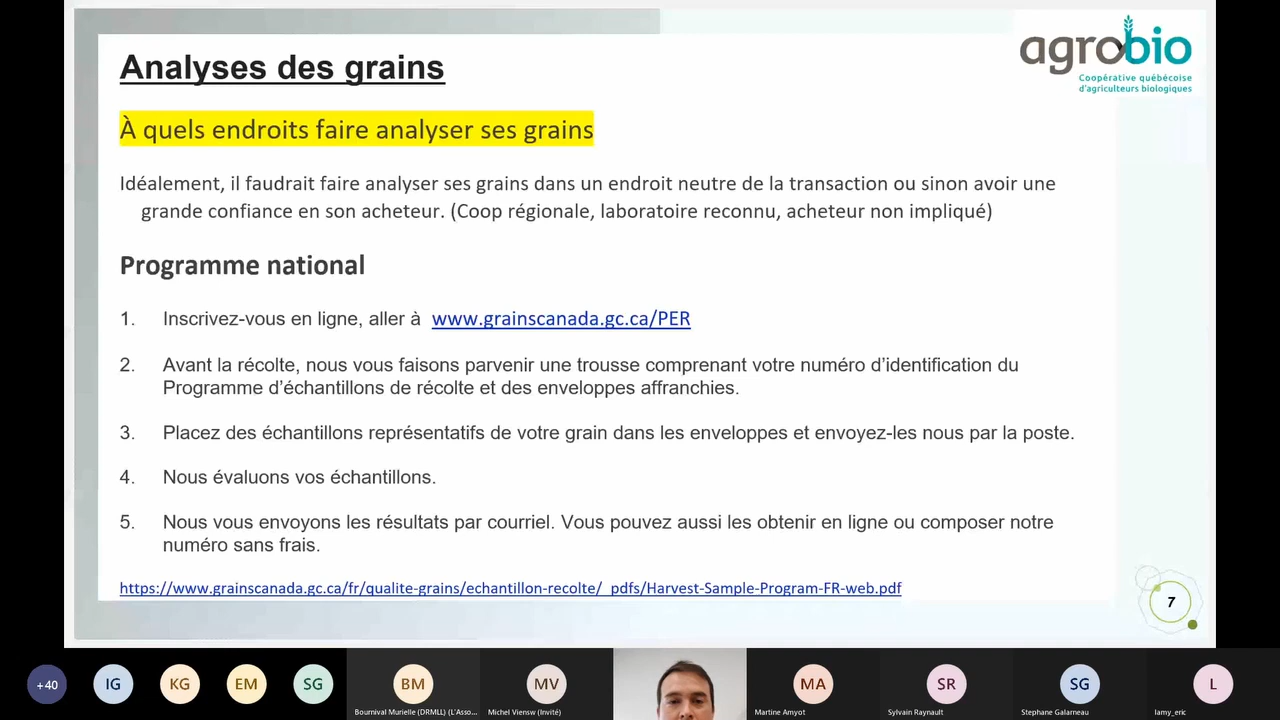 agrobio
Coopérative québécoise
d'agriculteurs biologiques
Analyses des grains
À quels endroits faire analyser ses grains
Idéalement, il faudrait faire analyser ses grains dans un endroit neutre de la transaction ou sinon avoir une
grande confiance en son acheteur. (Coop régionale, laboratoire reconnu, acheteur non impliqué)
Programme national
1. Inscrivez-vous en ligne, aller à www.grainscanada.gc.ca/PER
2. Avant la récolte, nous vous faisons parvenir une trousse comprenant votre numéro d'identification du
Programme d'échantillons de récolte et des enveloppes affranchies.
3. Placez des échantillons représentatifs de votre grain dans les enveloppes et envoyez-les nous par la poste.
4. Nous évaluons vos échantillons.
5. Nous vous envoyons les résultats par courriel. Vous pouvez aussi les obtenir en ligne ou composer notre
numéro sans frais.
https://www.grainscanada.gc.ca/fr/qualite-grains/echantillon-recolte/_pdfs/Harvest-Sample-Program-FR-web.pdf
7
+40 IG KG EM SG BM MV MA SR SG L
Bournival Murielle (DRMLL) (L'Asso... Michel Viensw (Invité) Martine Amyot Sylvain Raynault Stephane Galarneau lamy_eric